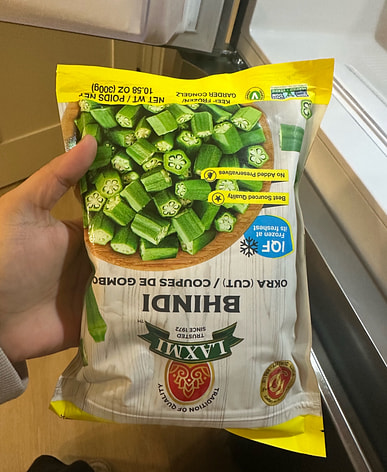 TRADITION OF QUALITY
LAXMI
TRUSTED
SINCE 1972
BHINDI
OKRA (CUT) / COUPES DE GOMBO
IQF
Frozen at
its freshest
Best Sourced Quality
No Added Preservatives
KEEP FROZEN/
GARDER CONGELZ
NET WT. / POIDS NET
10.58 OZ (300g)